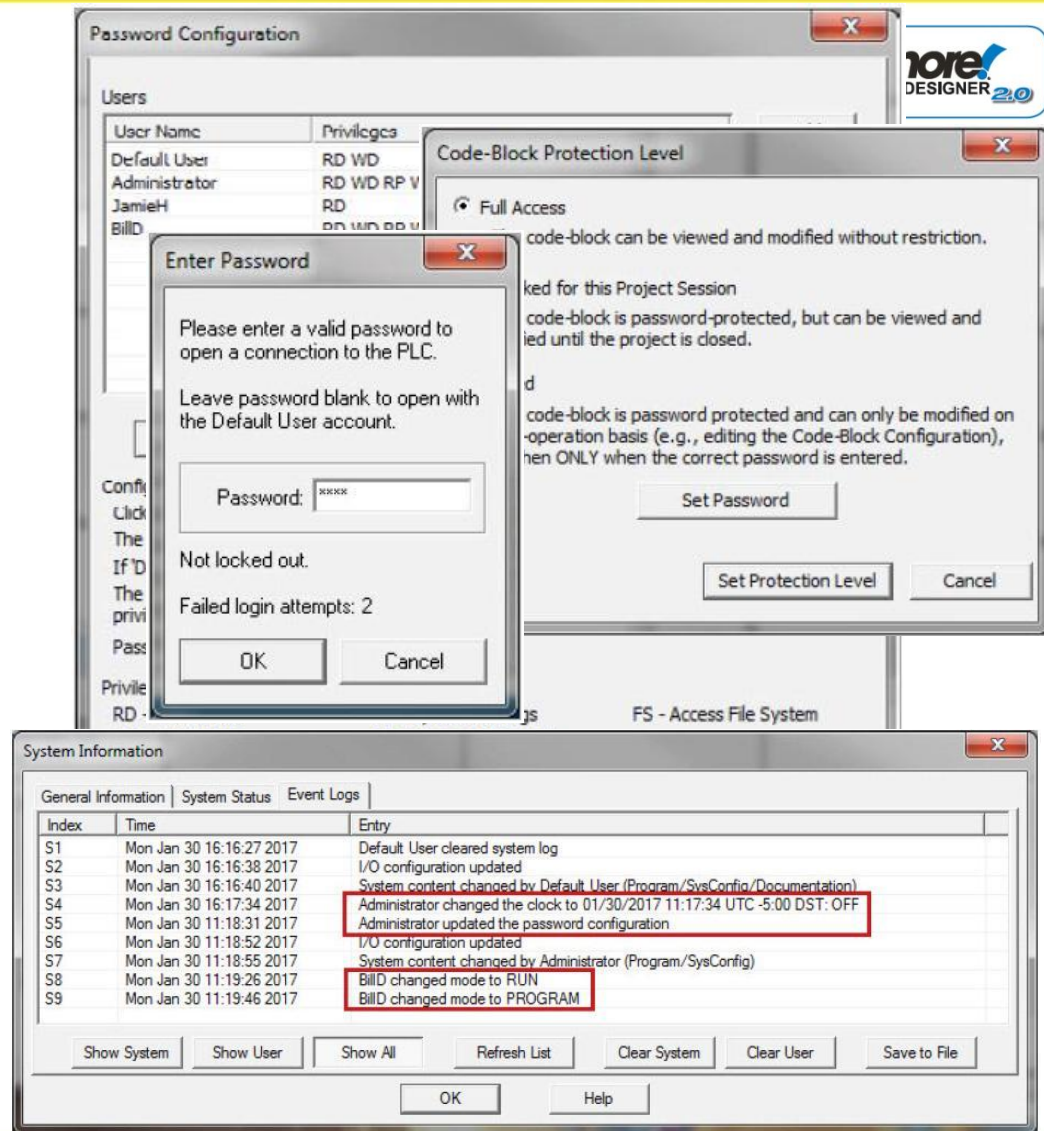 Password Configuration
more!
DESIGNER 2.0
Users
User Name Privileges
Default User RD WD
Administrator RD WD RP
JamieH RD
BillD RD WD RP
Code-Block Protection Level
Full Access
code-block can be viewed and modified without restriction.
for this Project Session
code-block is password-protected, but can be viewed and
until the project is closed.
code-block is password protected and can only be modified on
-operation basis (e.g., editing the Code-Block Configuration),
ONLY when the correct password is entered.
Set Password
Set Protection Level Cancel
Enter Password
Please enter a valid password to
open a connection to the PLC.
Leave password blank to open with
the Default User account.
Password: ****
Not locked out.
Failed login attempts: 2
OK Cancel
The
If 'D
The
RD - FS - Access File System
System Information
General Information System Status Event Logs
Index Time Entry
S1 Mon Jan 30 16:16:27 2017 Default User cleared system log
S2 Mon Jan 30 16:16:38 2017 I/O configuration updated
S3 Mon Jan 30 16:16:40 2017 System content changed by Default User (Program/SysConfig/Documentation)
S4 Mon Jan 30 16:17:34 2017 Administrator changed the clock to 01/30/2017 11:17:34 UTC -5:00 DST: OFF
S5 Mon Jan 30 11:18:31 2017 Administrator updated the password configuration
S6 Mon Jan 30 11:18:52 2017 I/O configuration updated
S7 Mon Jan 30 11:18:55 2017 System content changed by Administrator (Program/SysConfig)
S8 Mon Jan 30 11:19:26 2017 BillD changed mode to RUN
S9 Mon Jan 30 11:19:46 2017 BillD changed mode to PROGRAM
Show System Show User Show All Refresh List Clear System Clear User Save to File
OK Help